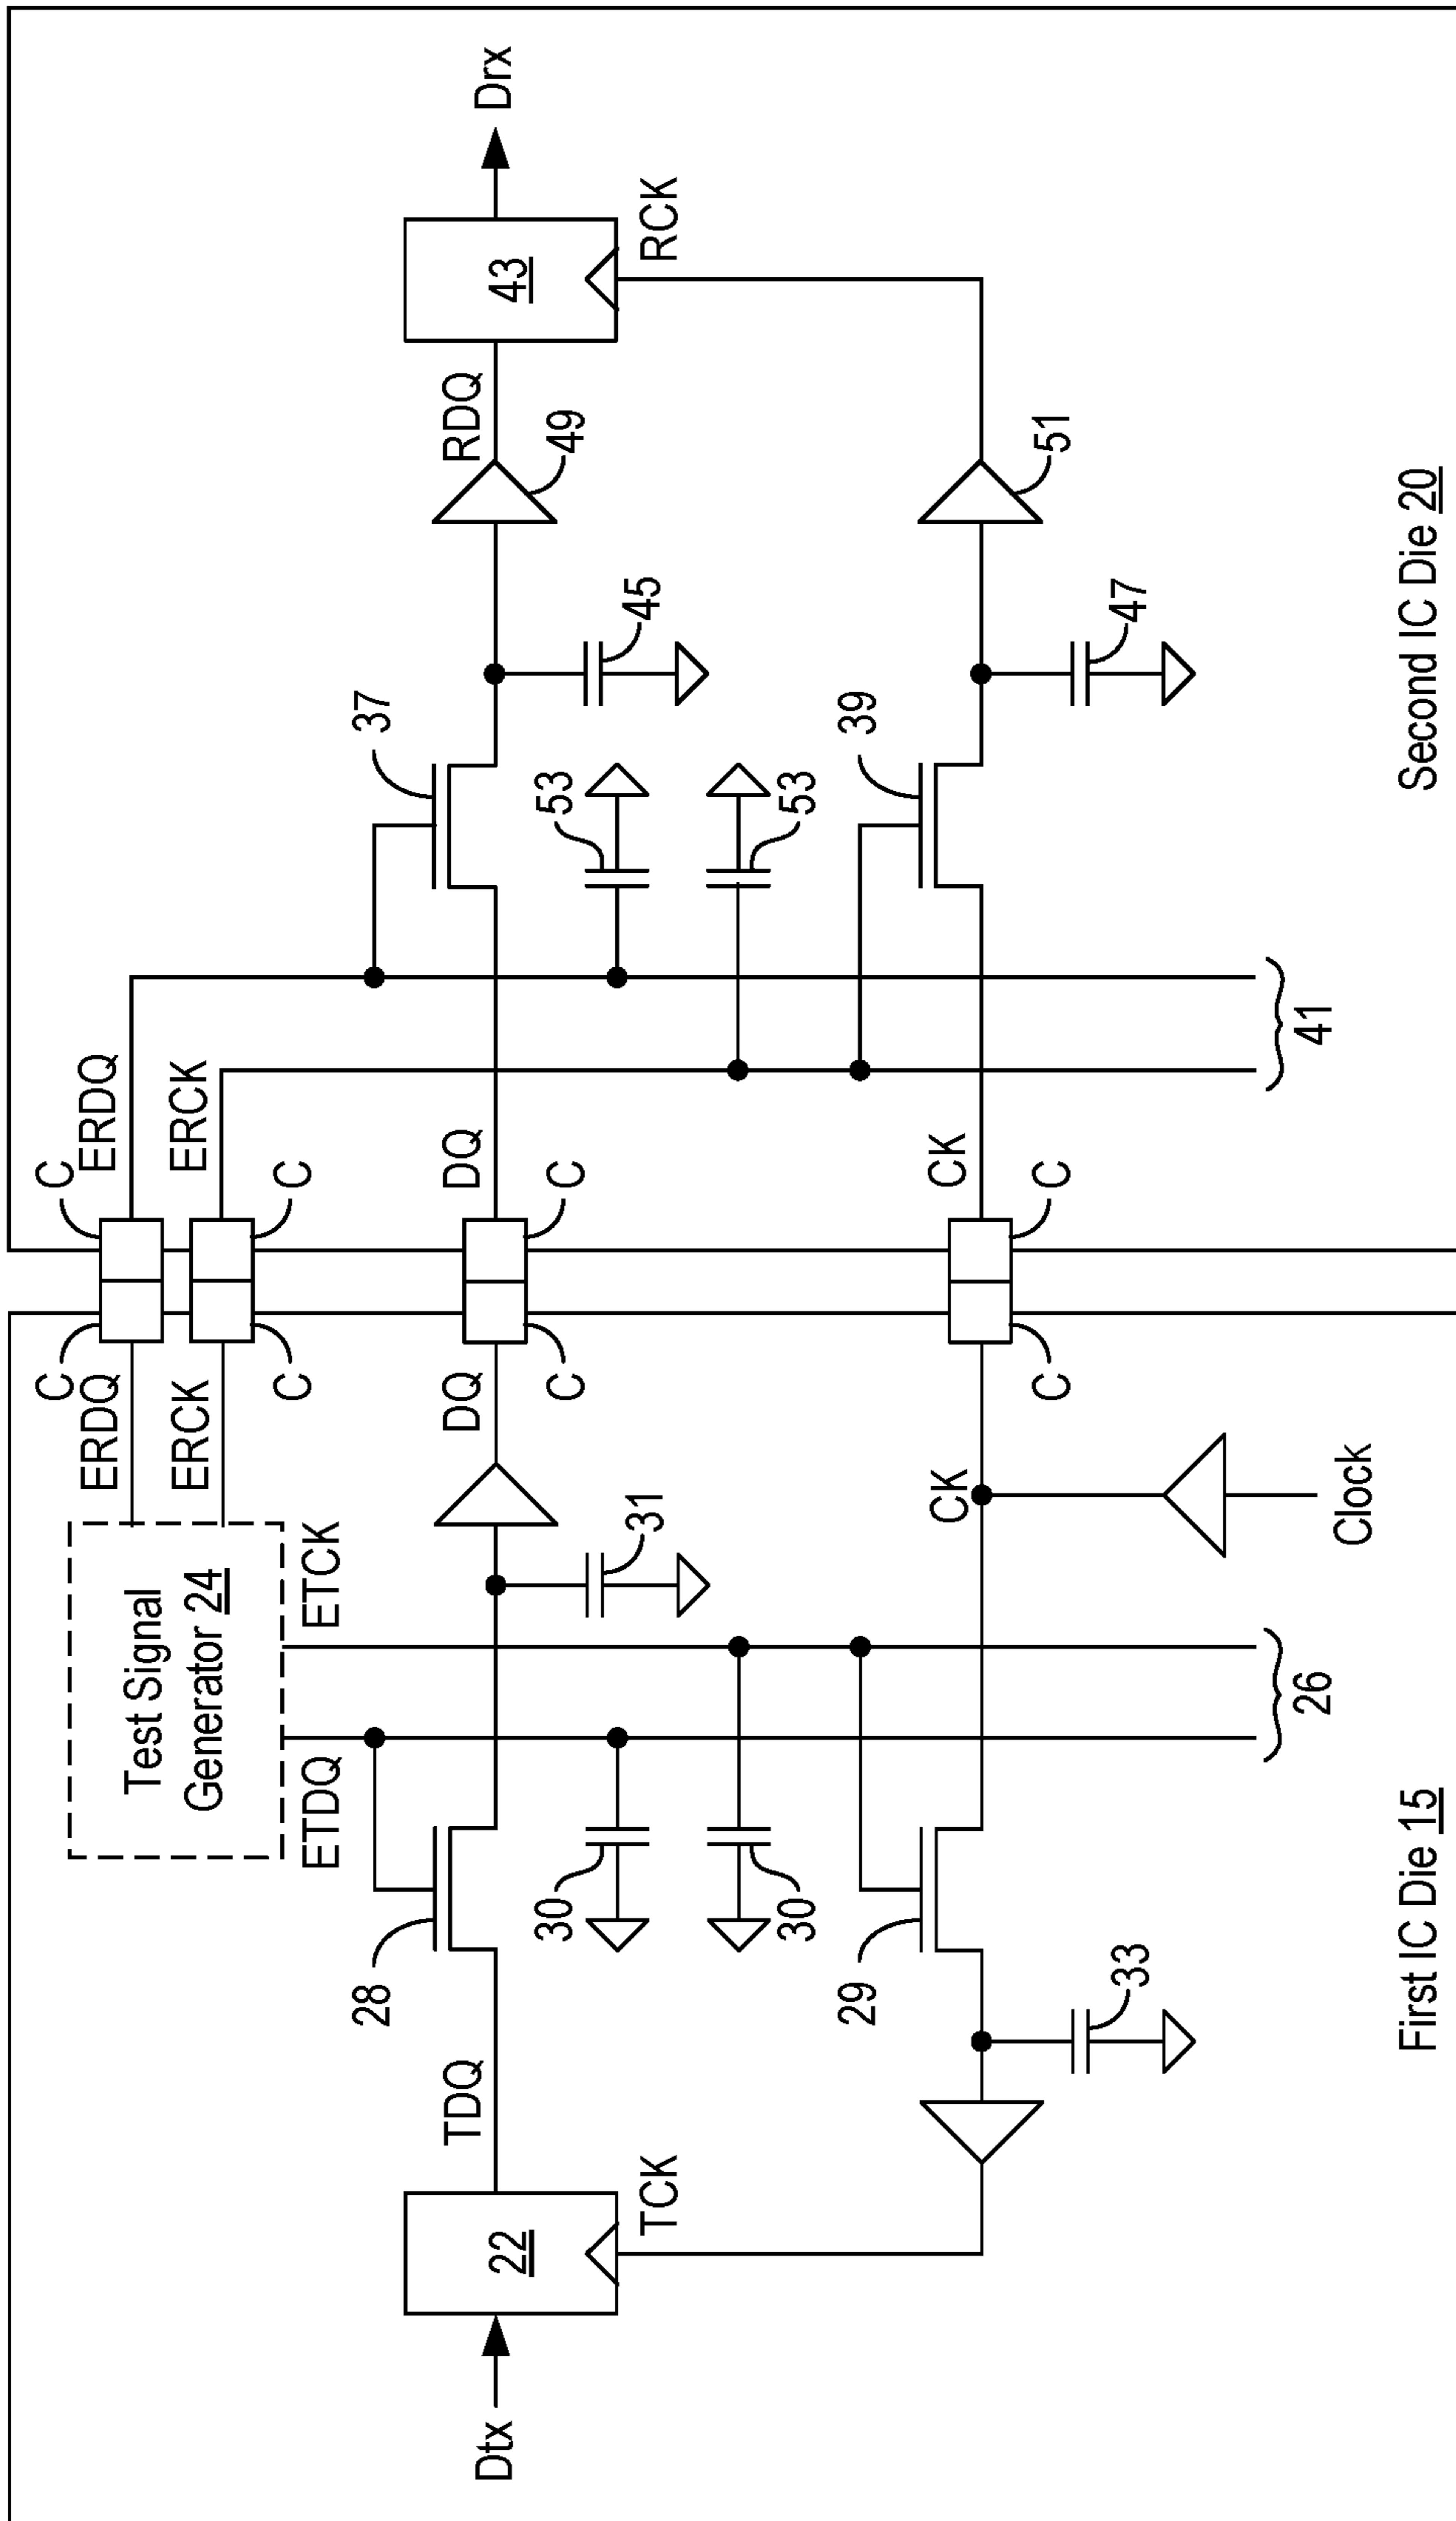 Test Signal
Generator 24
ERDQ
ERCK
C
C
C
C
ERDQ
ERCK
ETDQ
ETCK
Dtx
22
TDQ
28
31
DQ
C
C
DQ
37
45
49
RDQ
43
Drx
TCK
RCK
30
30
53
53
29
33
CK
C
C
CK
39
47
51
Clock
26
41
First IC Die 15
Second IC Die 20